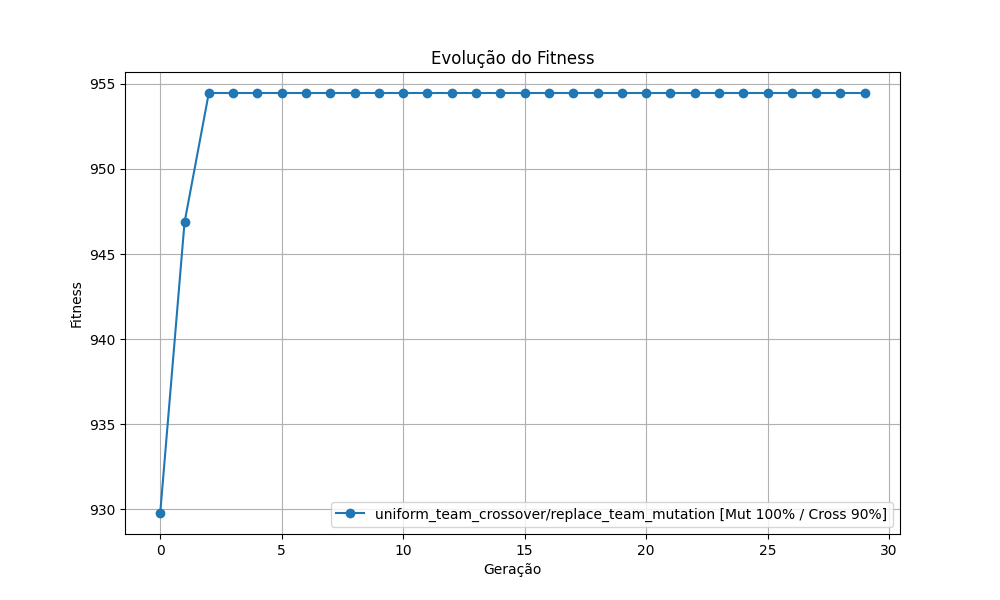 Evolução do Fitness
955
950
945
940
935
930
Fitness
uniform_team_crossover/replace_team_mutation [Mut 100% / Cross 90%]
0 5 10 15 20 25 30
Geração